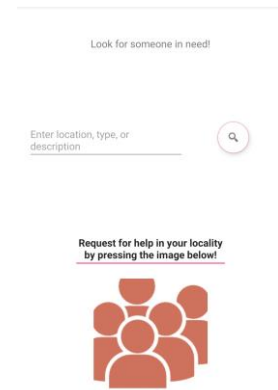 Look for someone in need!
Enter location, type, or
description
Request for help in your locality
by pressing the image below!